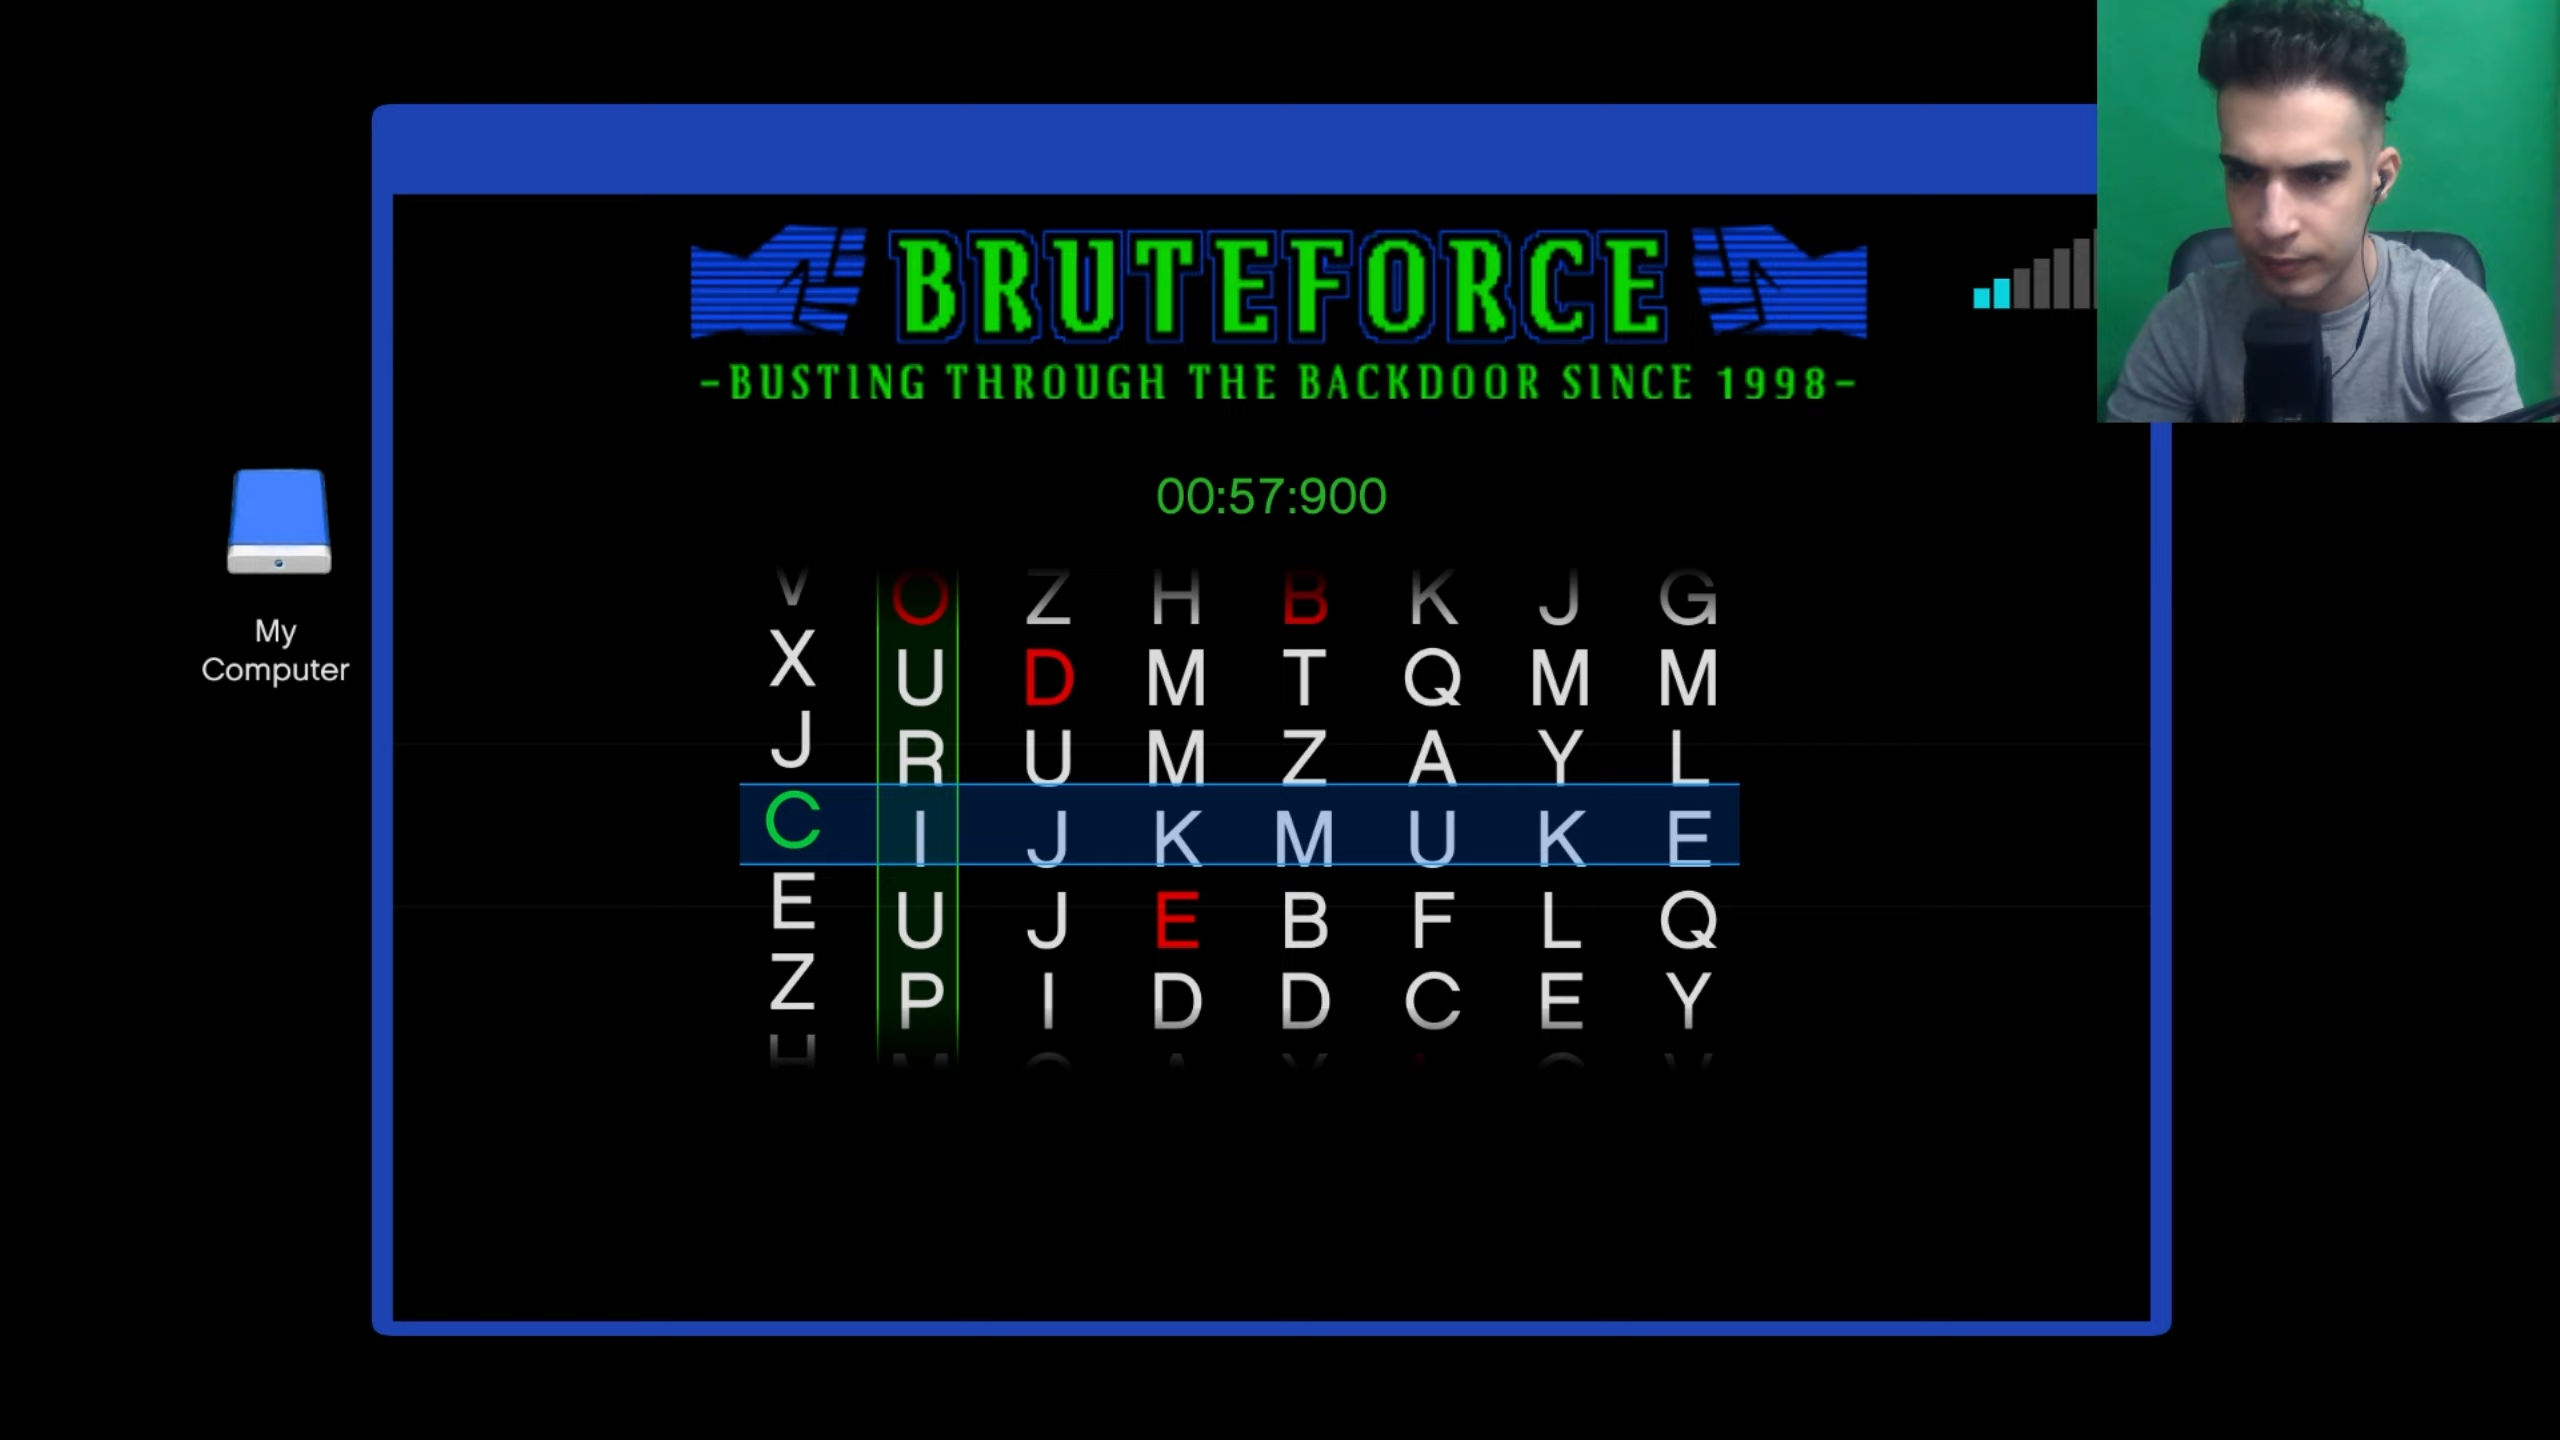 BRUTEFORCE
-BUSTING THROUGH THE BACKDOOR SINCE 1998-
00:57:900
My
Computer
V O Z H B K J G
X U D M T Q M M
J R U M Z A Y L
C I J K M U K E
E U J E B F L Q
Z P I D D C E Y